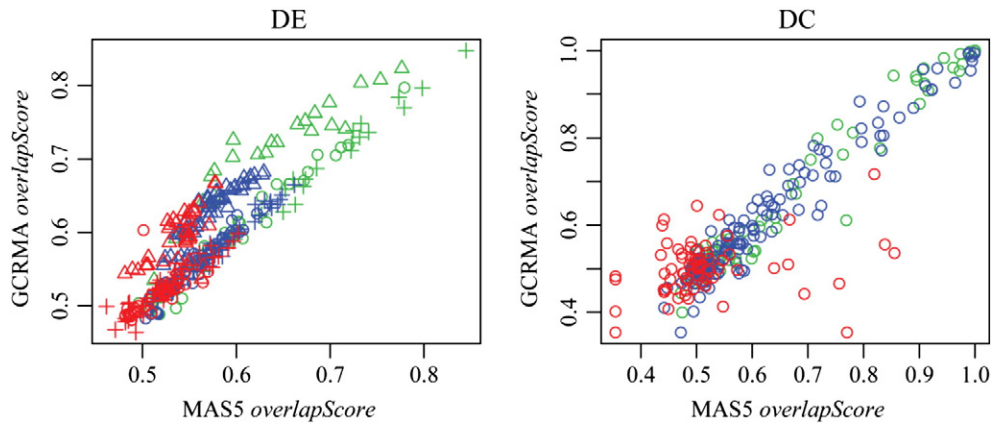 DE
GCRMA overlapScore
0.8
0.7
0.6
0.5
0.5 0.6 0.7 0.8
MAS5 overlapScore
DC
GCRMA overlapScore
1.0
0.8
0.6
0.4
0.4 0.5 0.6 0.7 0.8 0.9 1.0
MAS5 overlapScore